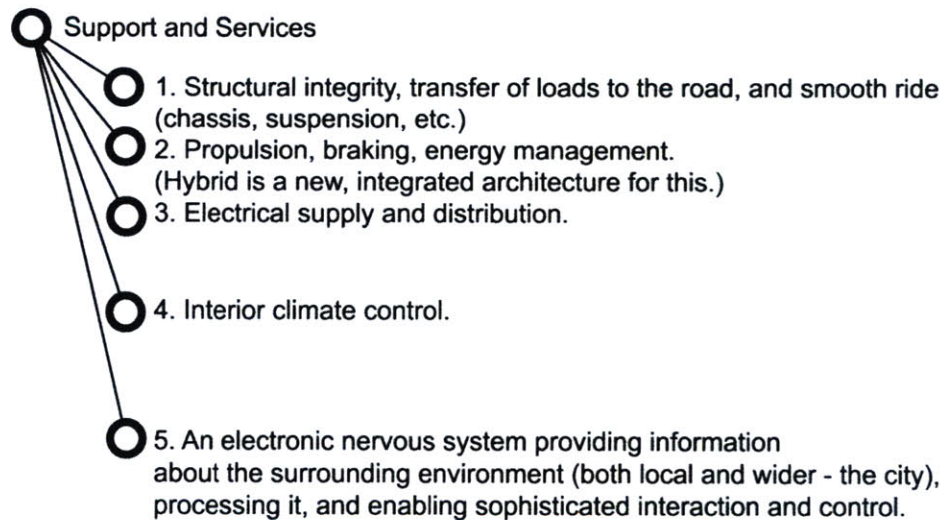 Support and Services
1. Structural integrity, transfer of loads to the road, and smooth ride
(chassis, suspension, etc.)
2. Propulsion, braking, energy management.
(Hybrid is a new, integrated architecture for this.)
3. Electrical supply and distribution.
4. Interior climate control.
5. An electronic nervous system providing information
about the surrounding environment (both local and wider - the city),
processing it, and enabling sophisticated interaction and control.